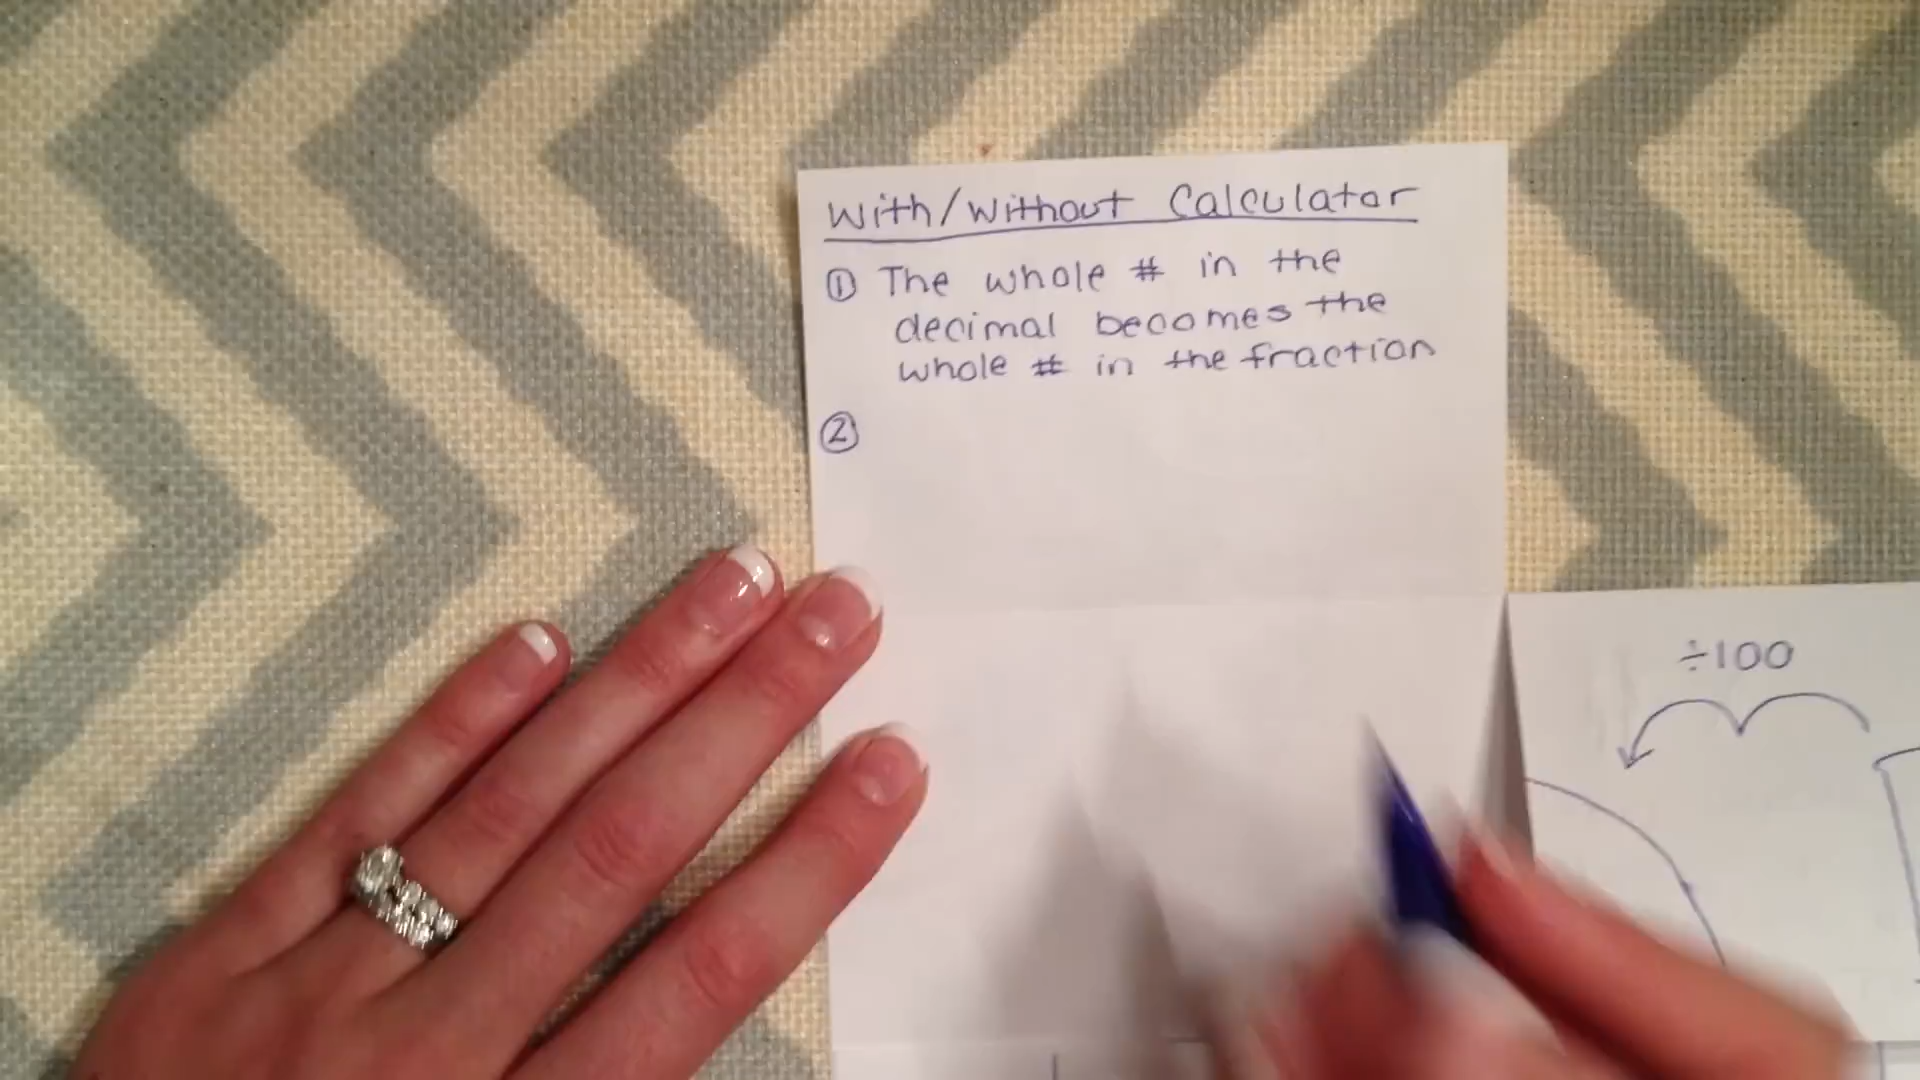 With/Without Calculator
① The whole # in the
decimal becomes the
whole # in the fraction
②
÷100